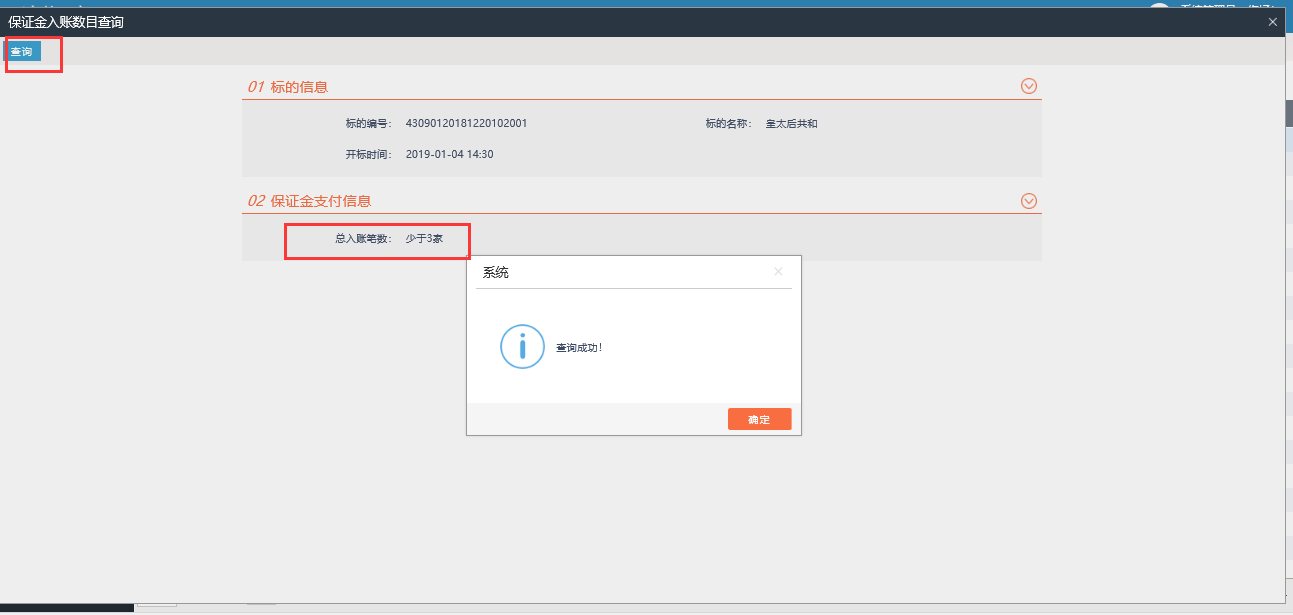 保证金入账数目查询
查询
01 标的信息
标的编号： 43090120181220102001 标的名称： 皇太后共和
开标时间： 2019-01-04 14:30
02 保证金支付信息
总入账笔数： 少于3家
系统
查询成功！
确定